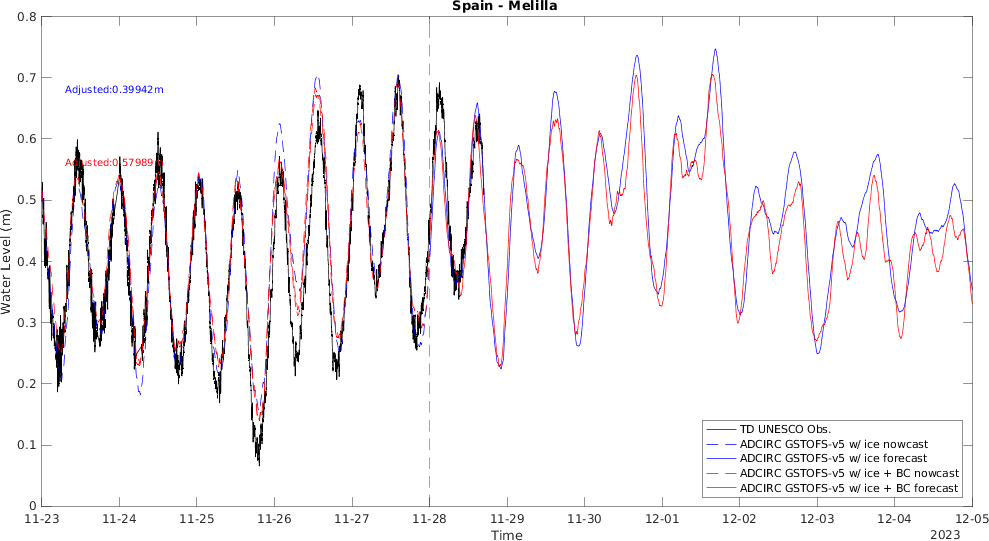 Spain - Melilla
0.8
0.7
0.6
0.5
0.4
0.3
0.2
0.1
0
Water Level (m)
Adjusted:0.39942m
Adjusted:0.57989
TD UNESCO Obs.
ADCIRC GSTOFS-v5 w/ ice nowcast
ADCIRC GSTOFS-v5 w/ ice forecast
ADCIRC GSTOFS-v5 w/ ice + BC nowcast
ADCIRC GSTOFS-v5 w/ ice + BC forecast
11-23 11-24 11-25 11-26 11-27 11-28 11-29 11-30 12-01 12-02 12-03 12-04 12-05
Time
2023